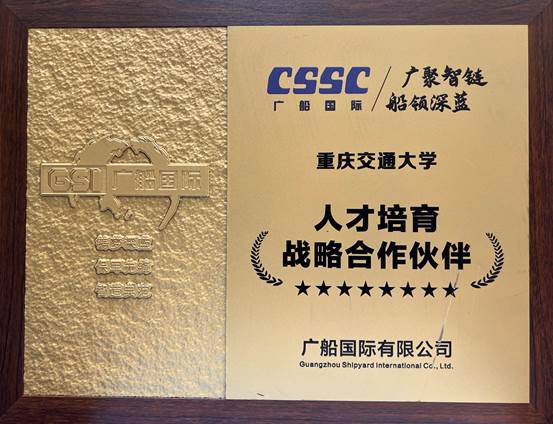 GSI 广船国际
CSSC
广船国际
广聚智链
船领深蓝
重庆交通大学
人才培育
战略合作伙伴
广船国际有限公司
Guangzhou Shipyard International Co., Ltd.